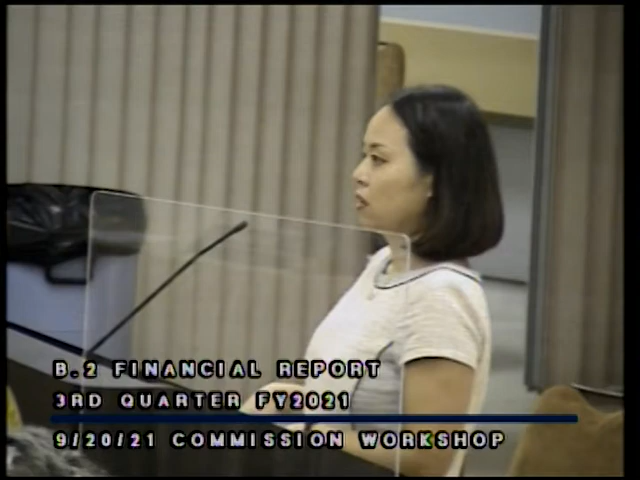 B.2 FINANCIAL REPORT
3RD QUARTER FY2021
9/20/21 COMMISSION WORKSHOP